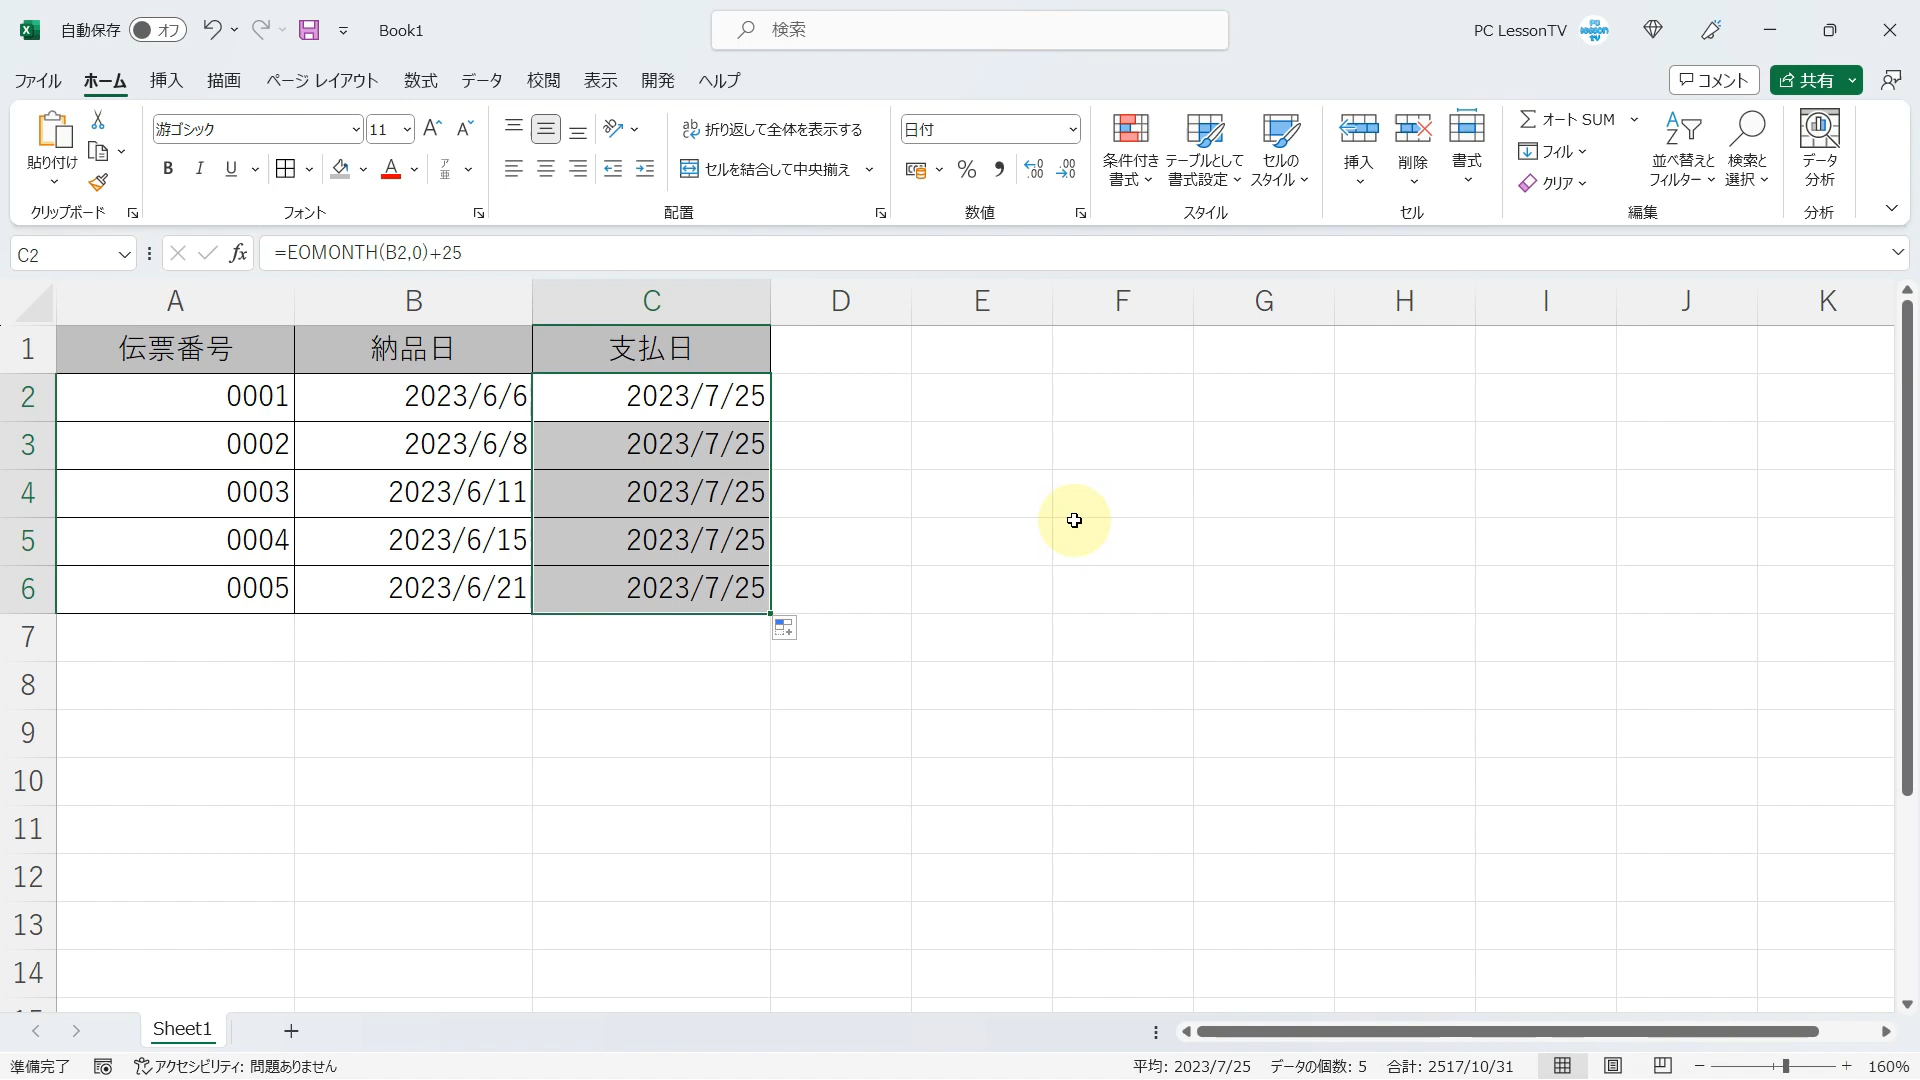 自動保存 オフ Book1 検索 PC LessonTV
ファイル ホーム 挿入 描画 ページ レイアウト 数式 データ 校閲 表示 開発 ヘルプ コメント 共有
貼り付け
クリップボード
游ゴシック 11
B I U A ア 亜
フォント
ab 折り返して全体を表示する
セルを結合して中央揃え
配置
日付
% 9 .0 .00
数値
条件付き 書式
テーブルとして 書式設定
セルの スタイル
スタイル
挿入 削除 書式
セル
Σ オート SUM
フィル
クリア
並べ替えと フィルター
検索と 選択
編集
データ 分析
分析
C2 fx =EOMONTH(B2,0)+25
A B C D E F G H I J K
1 伝票番号 納品日 支払日
2 0001 2023/6/6 2023/7/25
3 0002 2023/6/8 2023/7/25
4 0003 2023/6/11 2023/7/25
5 0004 2023/6/15 2023/7/25
6 0005 2023/6/21 2023/7/25
7
8
9
10
11
12
13
14
Sheet1
準備完了 アクセシビリティ: 問題ありません 平均: 2023/7/25 データの個数: 5 合計: 2517/10/31 160%